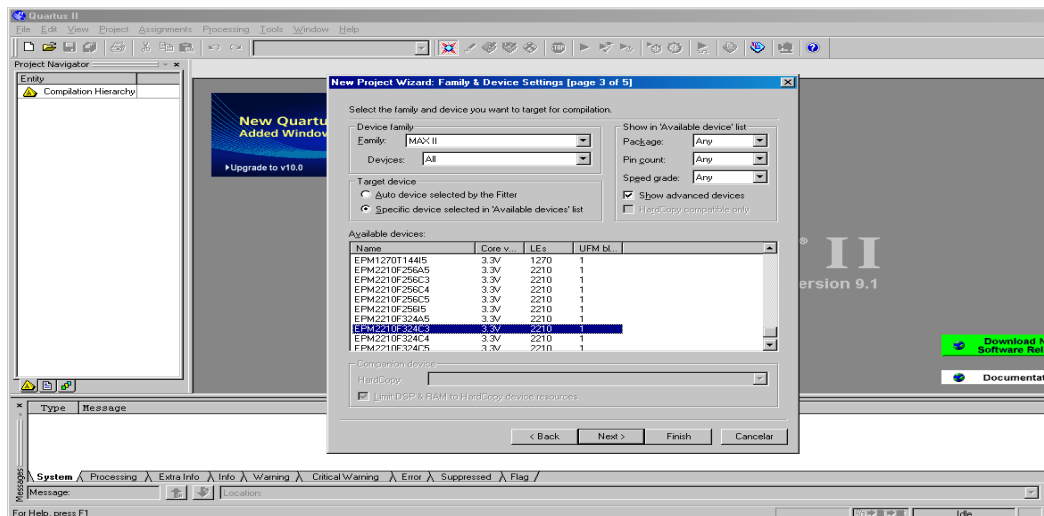 Quartus II
File Edit View Project Assignments Processing Tools Window Help
Project Navigator
Entity
Compilation Hierarchy
New Quartu
Added Window
Upgrade to v10.0
New Project Wizard: Family & Device Settings [page 3 of 5]
Select the family and device you want to target for compilation.
Device family
Family: MAX II
Devices: All
Show in 'Available device' list
Package: Any
Pin count: Any
Speed grade: Any
Show advanced devices
HardCopy compatible only
Target device
Auto device selected by the Fitter
Specific device selected in 'Available devices' list
Available devices:
Name Core v... LEs UFM bl...
EPM1270T144I5 3.3V 1270 1
EPM2210F256A5 3.3V 2210 1
EPM2210F256C3 3.3V 2210 1
EPM2210F256C4 3.3V 2210 1
EPM2210F256C5 3.3V 2210 1
EPM2210F256I5 3.3V 2210 1
EPM2210F324A5 3.3V 2210 1
EPM2210F324C3 3.3V 2210 1
EPM2210F324C4 3.3V 2210 1
EPM2210F324C5 3.3V 2210 1
Companion device
HardCopy:
Limit DSP & RAM to HardCopy device resources
< Back Next > Finish Cancelar
® II
ersion 9.1
Download N
Software Rel
Documentat
Type Message
System Processing Extra Info Info Warning Critical Warning Error Suppressed Flag
Messages
Message: Location:
For Help, press F1
Idle